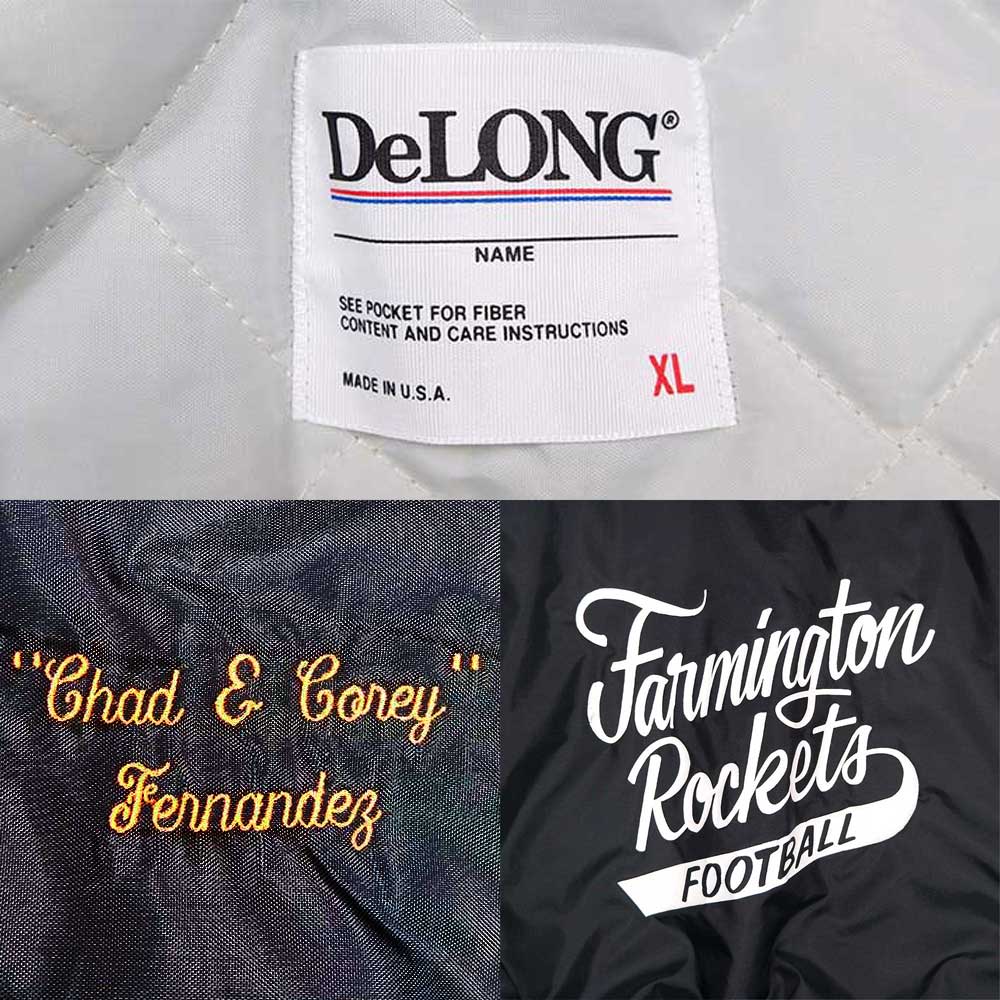 DeLONG®
NAME
SEE POCKET FOR FIBER
CONTENT AND CARE INSTRUCTIONS
MADE IN U.S.A.
XL
"Chad & Corey"
Fernandez
Farmington
Rockets
FOOTBALL